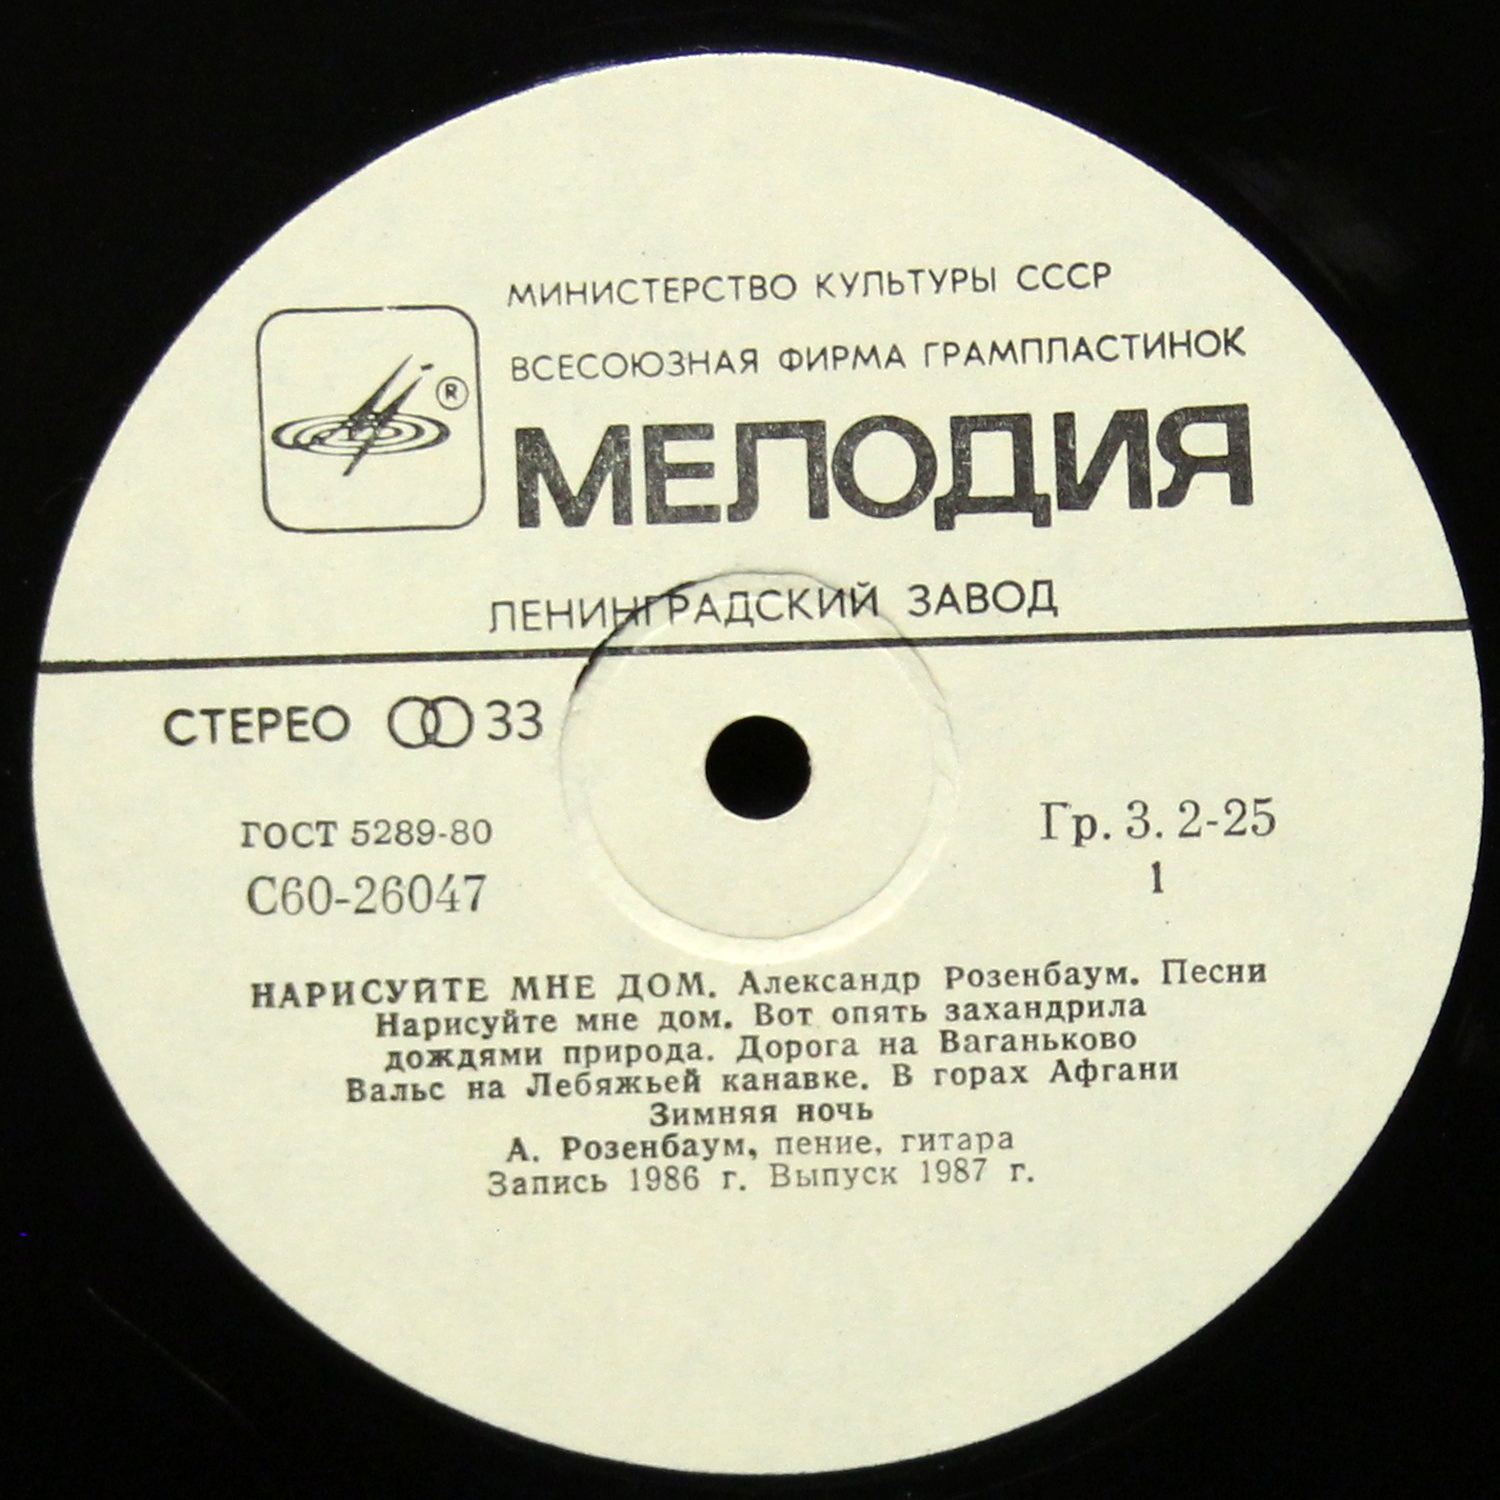 МИНИСТЕРСТВО КУЛЬТУРЫ СССР
ВСЕСОЮЗНАЯ ФИРМА ГРАМПЛАСТИНОК
®
МЕЛОДИЯ
ЛЕНИНГРАДСКИЙ ЗАВОД
СТЕРЕО 33
ГОСТ 5289-80
С60-26047
Гр. 3. 2-25
1
НАРИСУЙТЕ МНЕ ДОМ. Александр Розенбаум. Песни
Нарисуйте мне дом. Вот опять захандрила
дождями природа. Дорога на Ваганьково
Вальс на Лебяжьей канавке. В горах Афгани
Зимняя ночь
А. Розенбаум, пение, гитара
Запись 1986 г. Выпуск 1987 г.